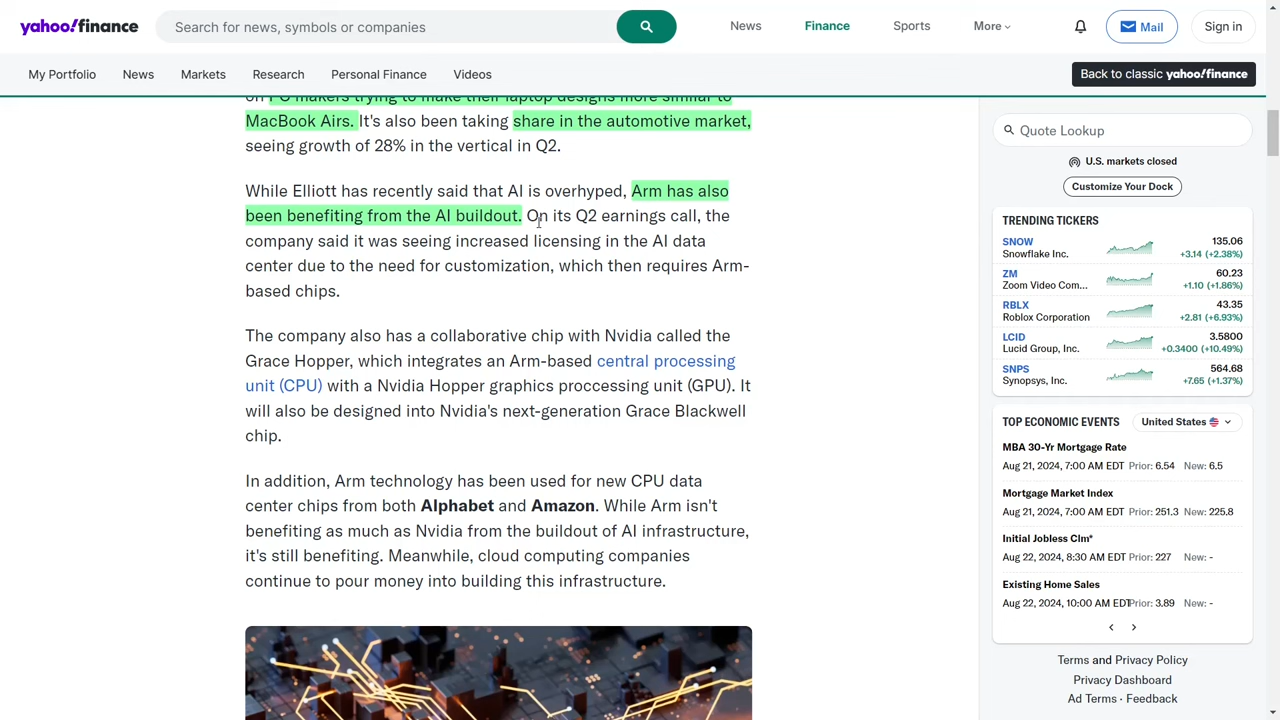 yahoo!finance
Search for news, symbols or companies
News
Finance
Sports
More
Mail
Sign in
My Portfolio
News
Markets
Research
Personal Finance
Videos
Back to classic yahoo!finance
on PC makers trying to make their laptop designs more similar to
MacBook Airs. It's also been taking share in the automotive market,
seeing growth of 28% in the vertical in Q2.
While Elliott has recently said that AI is overhyped, Arm has also
been benefiting from the AI buildout. On its Q2 earnings call, the
company said it was seeing increased licensing in the AI data
center due to the need for customization, which then requires Arm-
based chips.
The company also has a collaborative chip with Nvidia called the
Grace Hopper, which integrates an Arm-based central processing
unit (CPU) with a Nvidia Hopper graphics proccessing unit (GPU). It
will also be designed into Nvidia's next-generation Grace Blackwell
chip.
In addition, Arm technology has been used for new CPU data
center chips from both Alphabet and Amazon. While Arm isn't
benefiting as much as Nvidia from the buildout of AI infrastructure,
it's still benefiting. Meanwhile, cloud computing companies
continue to pour money into building this infrastructure.
Quote Lookup
U.S. markets closed
Customize Your Dock
TRENDING TICKERS
SNOW 135.06
Snowflake Inc. +3.14 (+2.38%)
ZM 60.23
Zoom Video Com... +1.10 (+1.86%)
RBLX 43.35
Roblox Corporation +2.81 (+6.93%)
LCID 3.5800
Lucid Group, Inc. +0.3400 (+10.49%)
SNPS 564.68
Synopsys, Inc. +7.65 (+1.37%)
TOP ECONOMIC EVENTS United States
MBA 30-Yr Mortgage Rate
Aug 21, 2024, 7:00 AM EDT Prior: 6.54 New: 6.5
Mortgage Market Index
Aug 21, 2024, 7:00 AM EDT Prior: 251.3 New: 225.8
Initial Jobless Clm*
Aug 22, 2024, 8:30 AM EDT Prior: 227 New: -
Existing Home Sales
Aug 22, 2024, 10:00 AM EDT Prior: 3.89 New: -
Terms and Privacy Policy
Privacy Dashboard
Ad Terms · Feedback